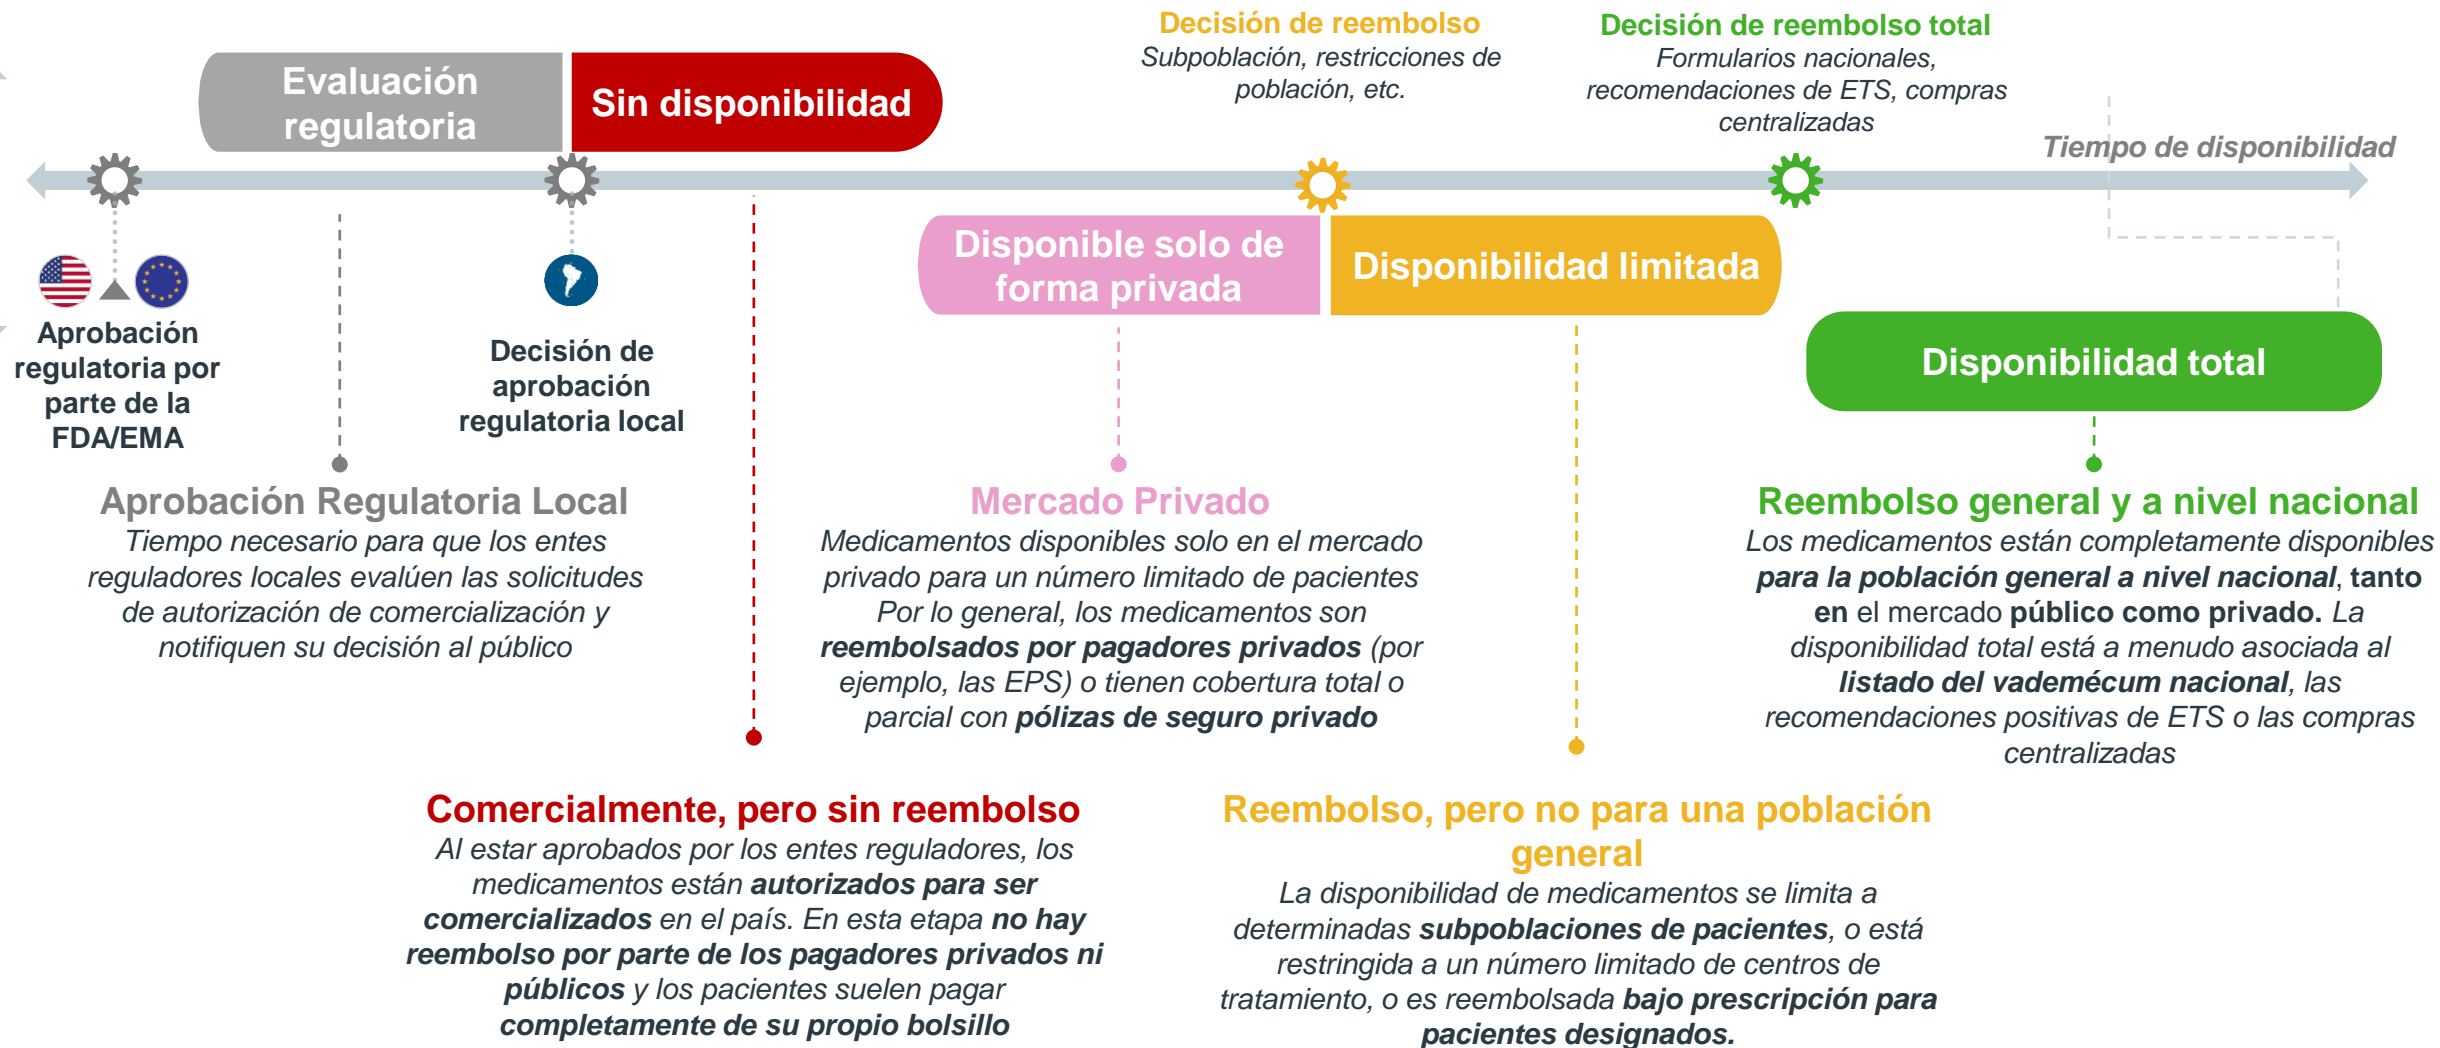 Decisión de reembolso
Subpoblación, restricciones de
población, etc.
Decisión de reembolso total
Formularios nacionales,
recomendaciones de ETS, compras
centralizadas
Evaluación
regulatoria
Sin disponibilidad
Tiempo de disponibilidad
Disponible solo de
forma privada
Disponibilidad limitada
Disponibilidad total
Aprobación
regulatoria por
parte de la
FDA/EMA
Decisión de
aprobación
regulatoria local
Aprobación Regulatoria Local
Tiempo necesario para que los entes
reguladores locales evalúen las solicitudes
de autorización de comercialización y
notifiquen su decisión al público
Mercado Privado
Medicamentos disponibles solo en el mercado
privado para un número limitado de pacientes
Por lo general, los medicamentos son
reembolsados por pagadores privados (por
ejemplo, las EPS) o tienen cobertura total o
parcial con pólizas de seguro privado
Reembolso general y a nivel nacional
Los medicamentos están completamente disponibles
para la población general a nivel nacional, tanto
en el mercado público como privado. La
disponibilidad total está a menudo asociada al
listado del vademécum nacional, las
recomendaciones positivas de ETS o las compras
centralizadas
Comercialmente, pero sin reembolso
Al estar aprobados por los entes reguladores, los
medicamentos están autorizados para ser
comercializados en el país. En esta etapa no hay
reembolso por parte de los pagadores privados ni
públicos y los pacientes suelen pagar
completamente de su propio bolsillo
Reembolso, pero no para una población
general
La disponibilidad de medicamentos se limita a
determinadas subpoblaciones de pacientes, o está
restringida a un número limitado de centros de
tratamiento, o es reembolsada bajo prescripción para
pacientes designados.